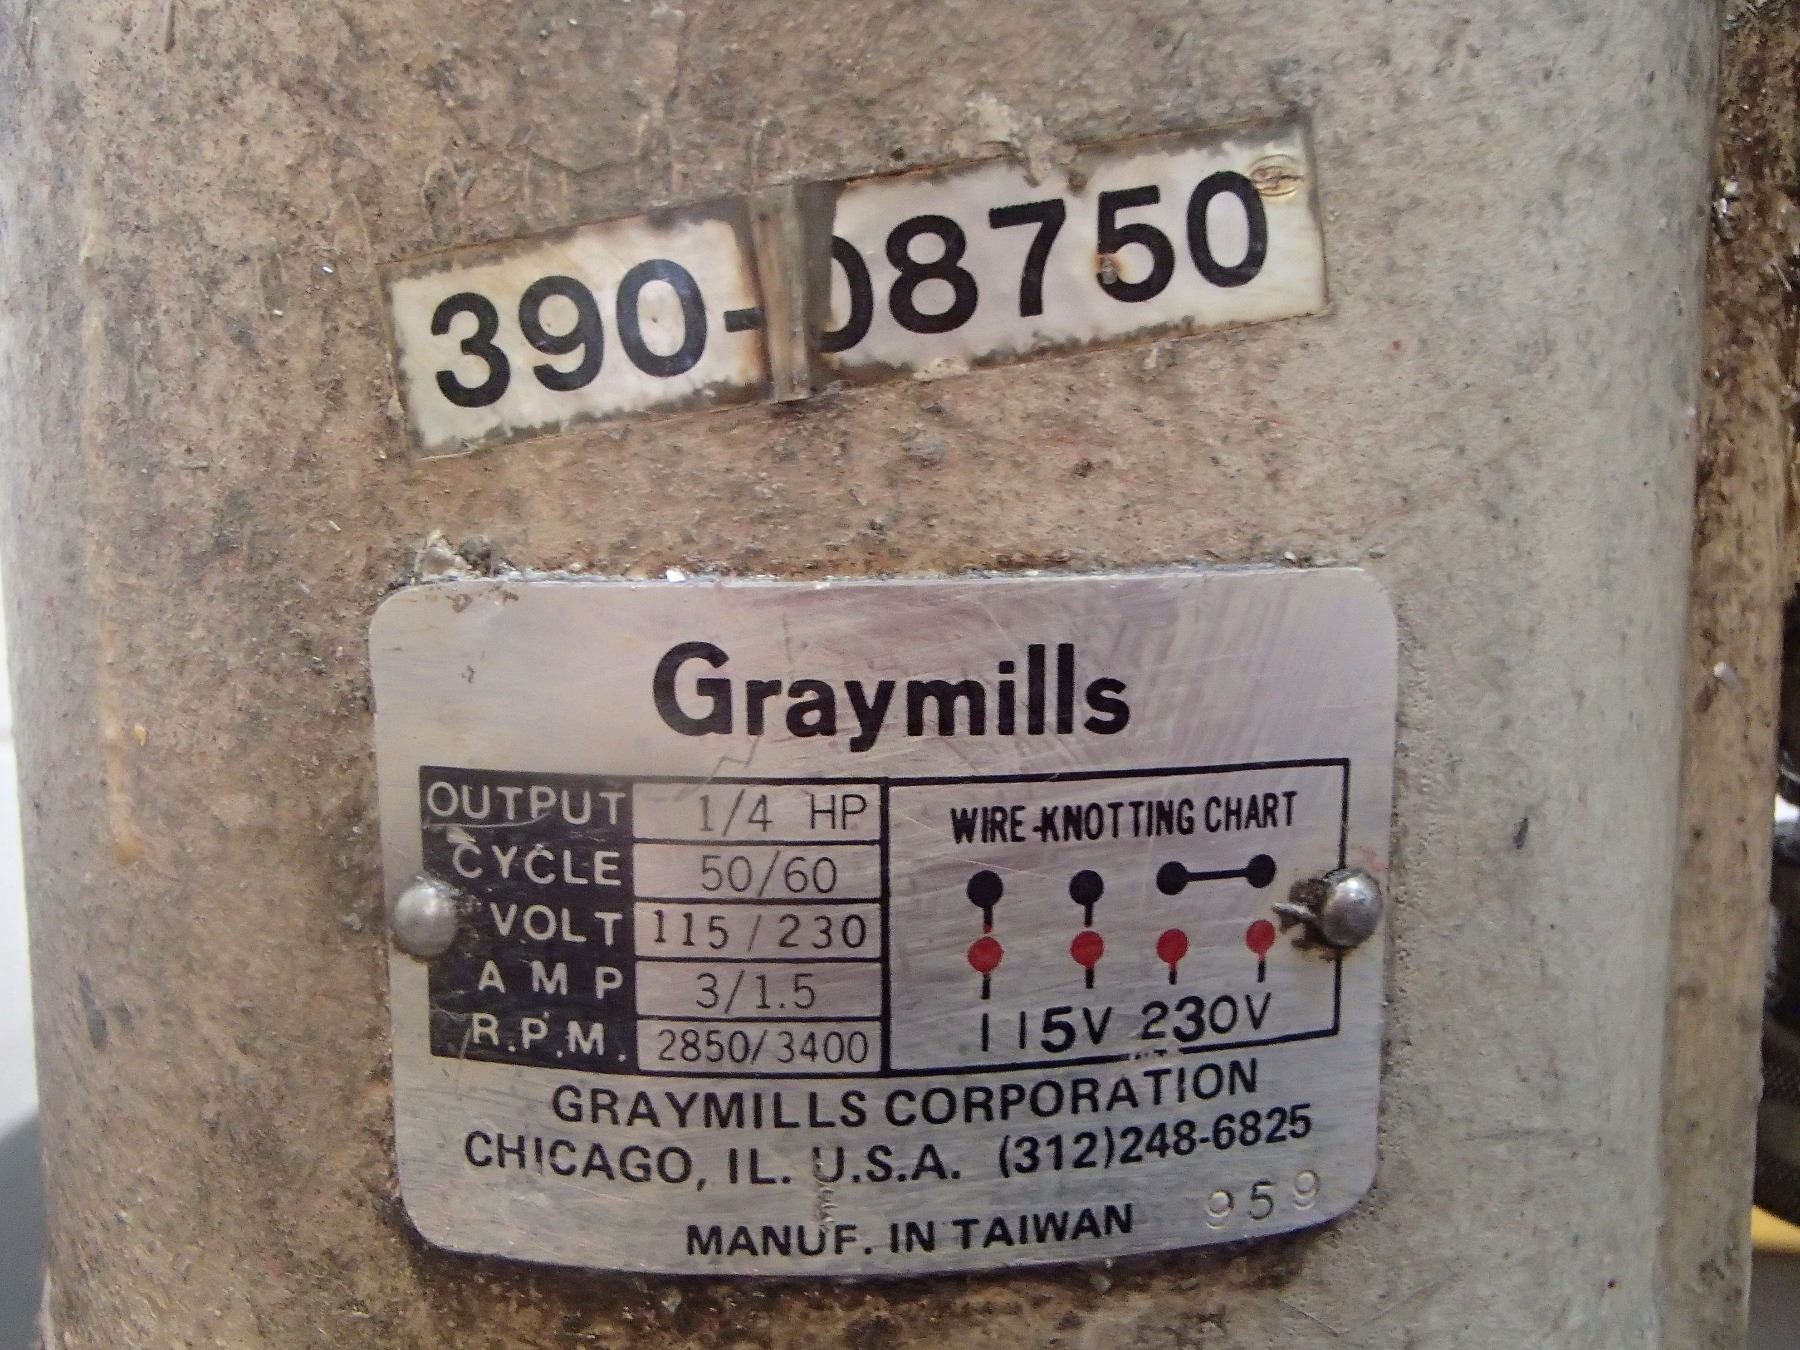 390-08750
Graymills
OUTPUT 1/4 HP
CYCLE 50/60
VOLT 115/230
AMP 3/1.5
R.P.M. 2850/3400
WIRE-KNOTTING CHART
115V 230V
GRAYMILLS CORPORATION
CHICAGO, IL. U.S.A. (312)248-6825
MANUF. IN TAIWAN 959